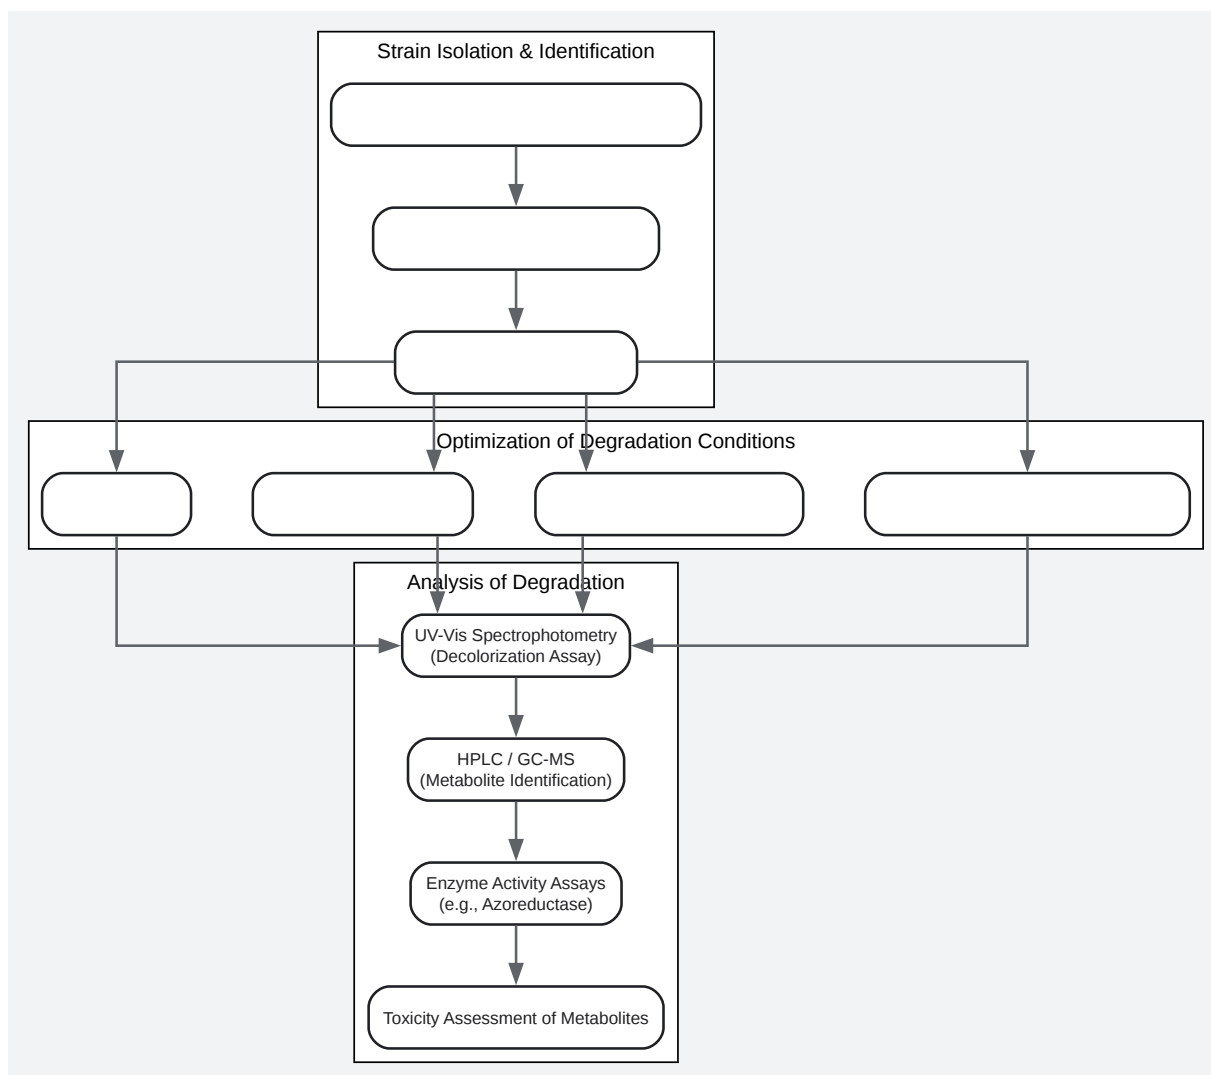 Strain Isolation & Identification
Optimization of Degradation Conditions
Analysis of Degradation
UV-Vis Spectrophotometry
(Decolorization Assay)
HPLC / GC-MS
(Metabolite Identification)
Enzyme Activity Assays
(e.g., Azoreductase)
Toxicity Assessment of Metabolites